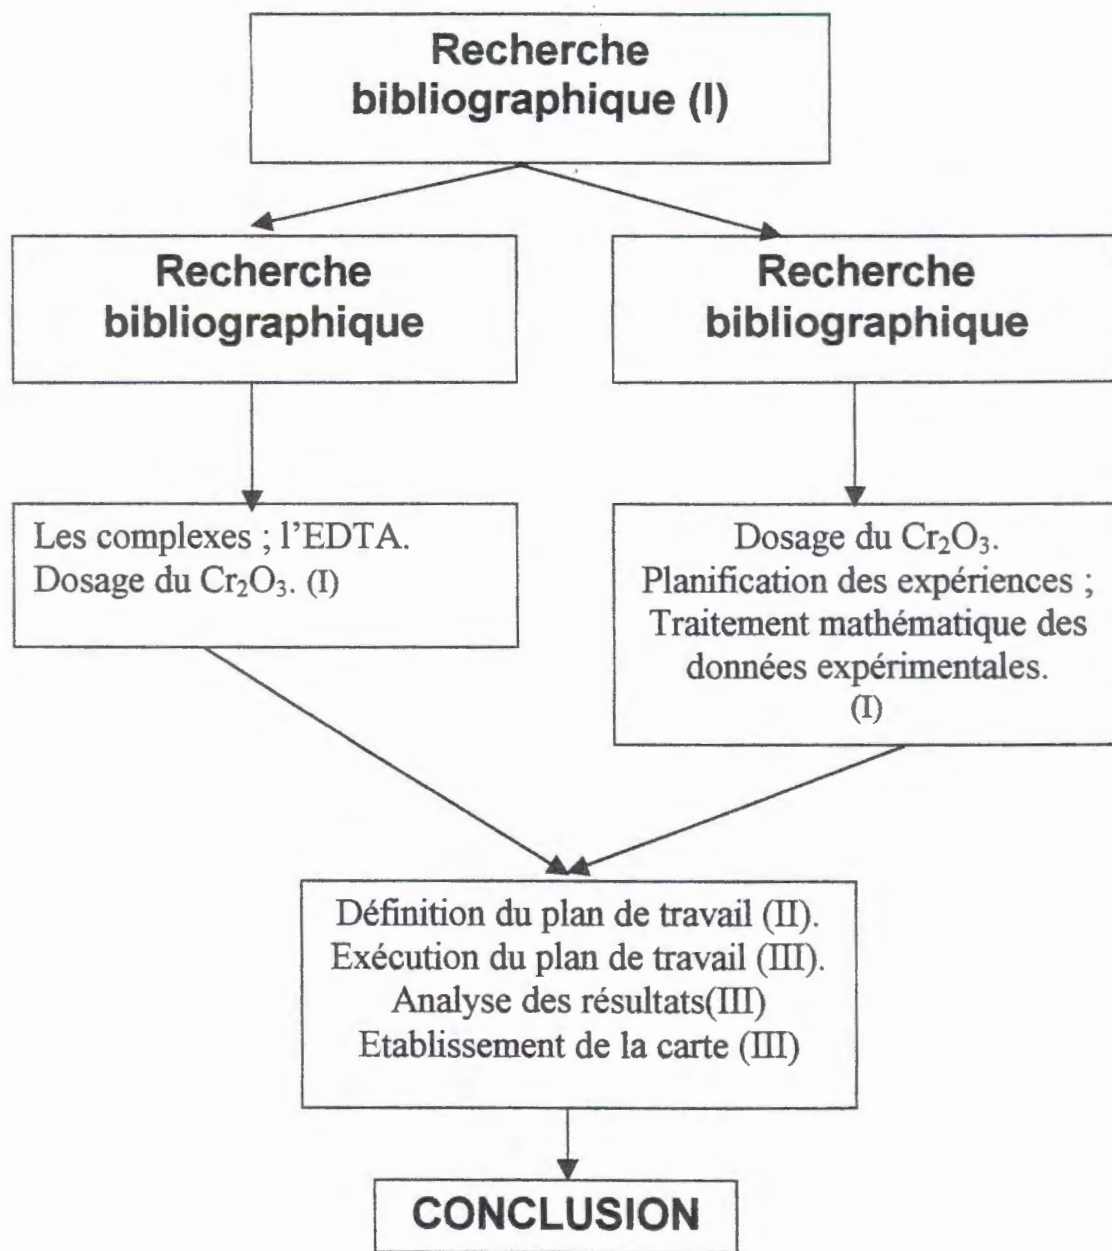 Recherche
bibliographique (I)
Recherche
bibliographique
Recherche
bibliographique
Les complexes ; l'EDTA.
Dosage du Cr₂O₃. (I)
Dosage du Cr₂O₃.
Planification des expériences ;
Traitement mathématique des
données expérimentales.
(I)
Définition du plan de travail (II).
Exécution du plan de travail (III).
Analyse des résultats(III)
Etablissement de la carte (III)
CONCLUSION